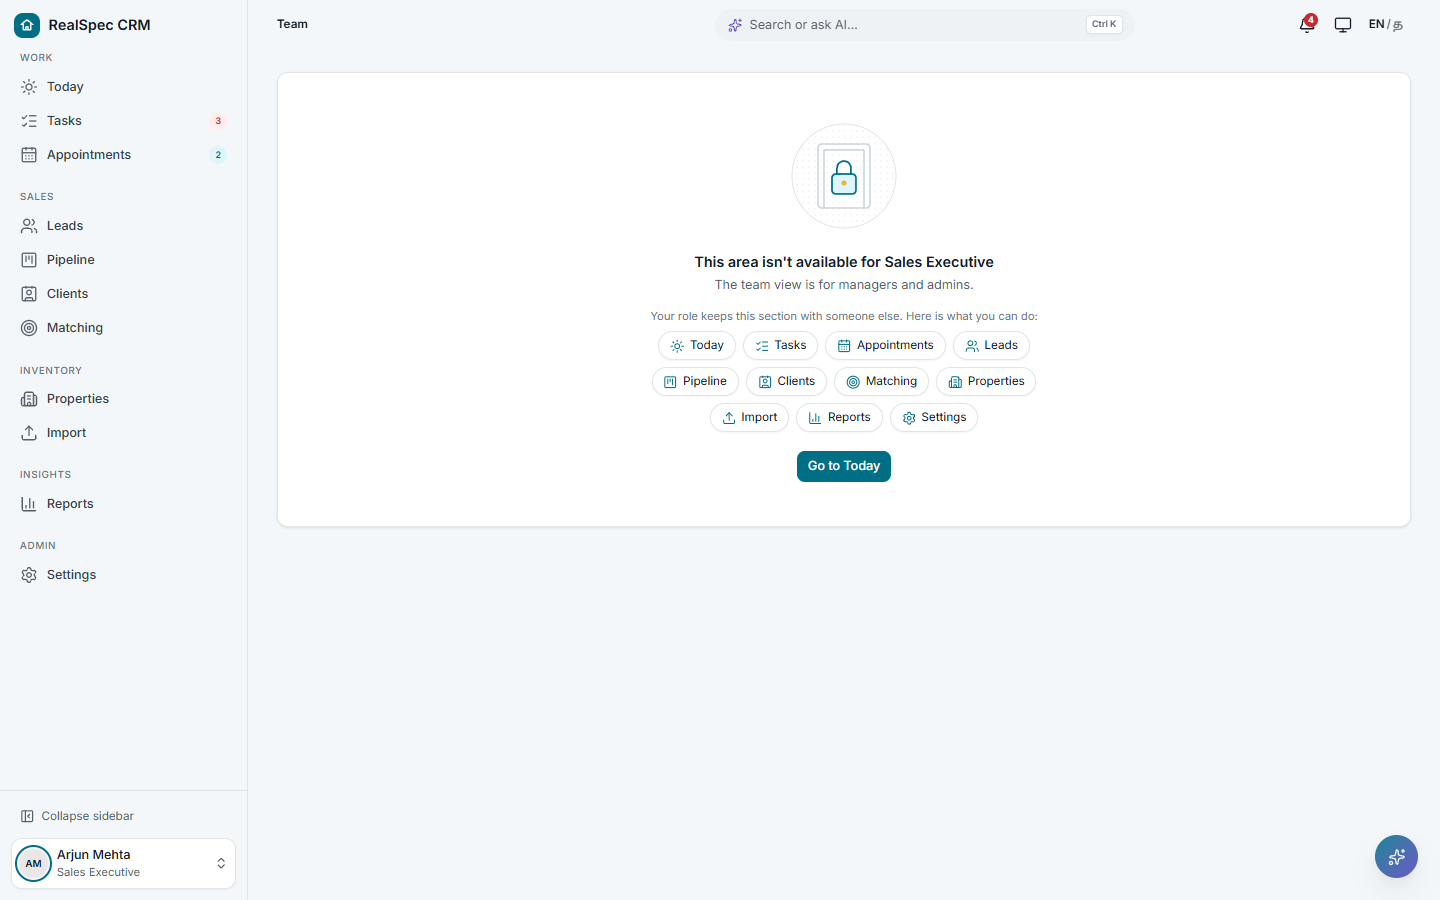 RealSpec CRM
WORK
Today
Tasks 3
Appointments 2
SALES
Leads
Pipeline
Clients
Matching
INVENTORY
Properties
Import
INSIGHTS
Reports
ADMIN
Settings
Collapse sidebar
AM Arjun Mehta
Sales Executive
Team
Search or ask AI... Ctrl K
4
EN / த
This area isn't available for Sales Executive
The team view is for managers and admins.
Your role keeps this section with someone else. Here is what you can do:
Today Tasks Appointments Leads
Pipeline Clients Matching Properties
Import Reports Settings
Go to Today